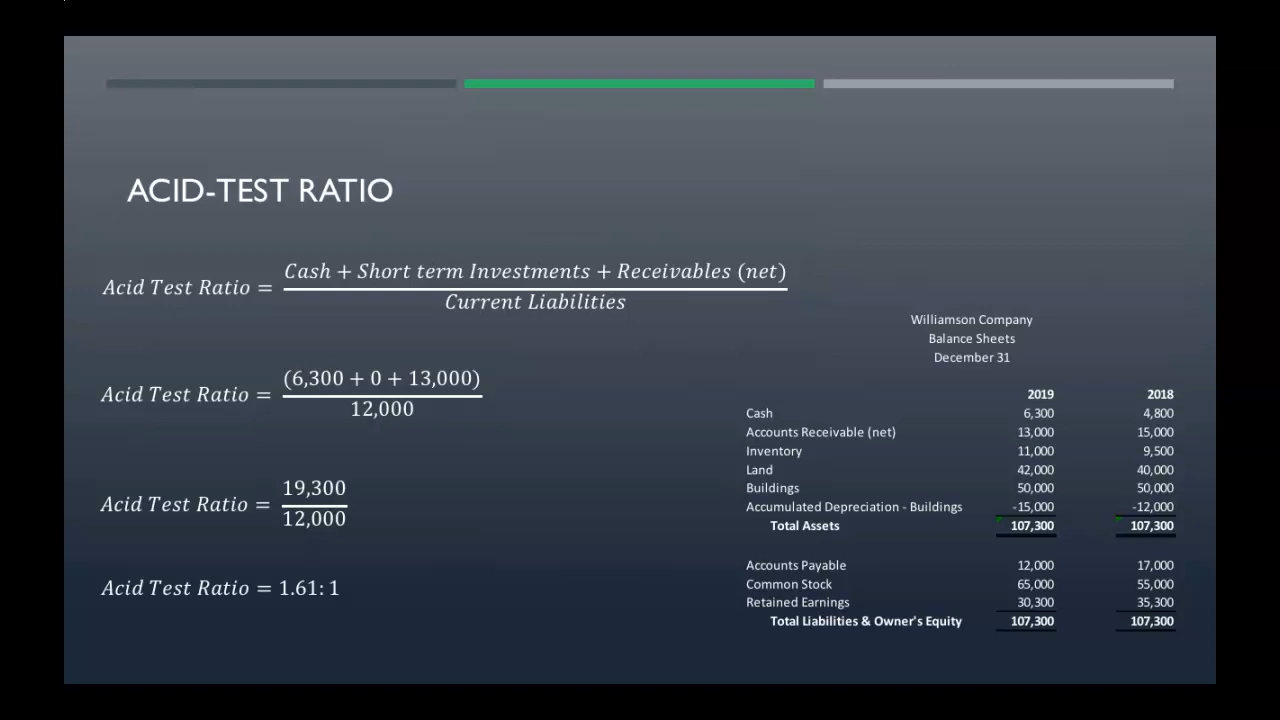 ACID-TEST RATIO
Acid Test Ratio = Cash + Short term Investments + Receivables (net)
Current Liabilities
Acid Test Ratio = (6,300 + 0 + 13,000)
12,000
Acid Test Ratio = 19,300
12,000
Acid Test Ratio = 1.61: 1
Williamson Company
Balance Sheets
December 31
2019 2018
Cash 6,300 4,800
Accounts Receivable (net) 13,000 15,000
Inventory 11,000 9,500
Land 42,000 40,000
Buildings 50,000 50,000
Accumulated Depreciation - Buildings -15,000 -12,000
Total Assets 107,300 107,300
Accounts Payable 12,000 17,000
Common Stock 65,000 55,000
Retained Earnings 30,300 35,300
Total Liabilities & Owner's Equity 107,300 107,300